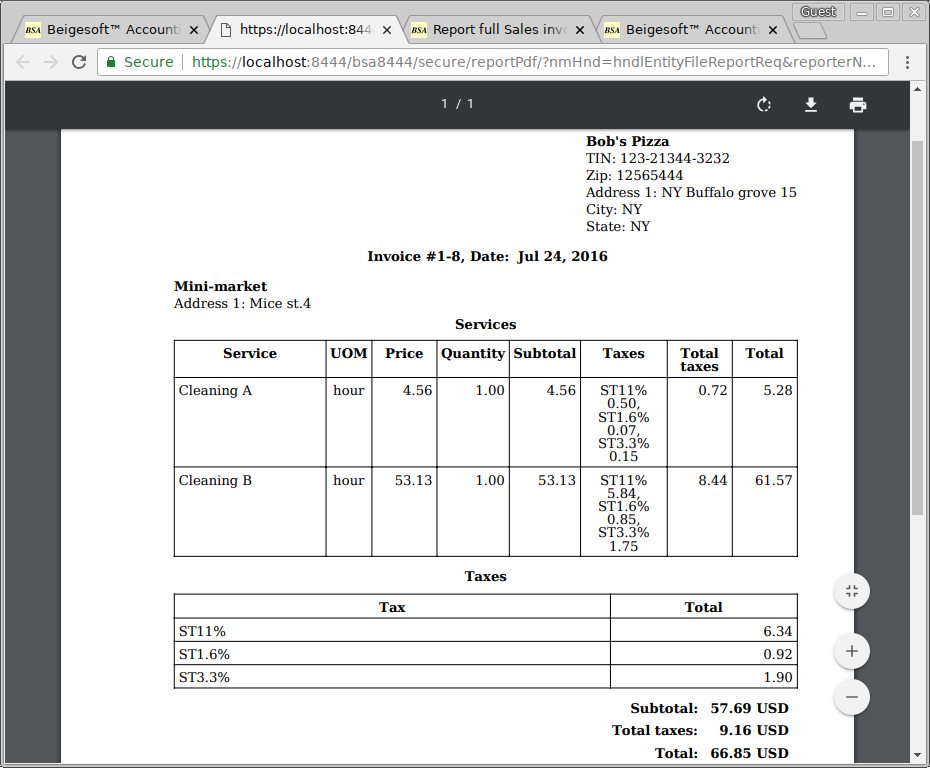 Guest
BSA Beigesoft™ Account
https://localhost:844
BSA Report full Sales invo
BSA Beigesoft™ Account
Secure
https://localhost:8444/bsa8444/secure/reportPdf/?nmHnd=hndlEntityFileReportReq&reporterN...
1 / 1
Bob's Pizza
TIN: 123-21344-3232
Zip: 12565444
Address 1: NY Buffalo grove 15
City: NY
State: NY
Invoice #1-8, Date: Jul 24, 2016
Mini-market
Address 1: Mice st.4
Services
Service UOM Price Quantity Subtotal Taxes Total taxes Total
Cleaning A hour 4.56 1.00 4.56 ST11% 0.72 5.28
0.50,
ST1.6%
0.07,
ST3.3%
0.15
Cleaning B hour 53.13 1.00 53.13 ST11% 8.44 61.57
5.84,
ST1.6%
0.85,
ST3.3%
1.75
Taxes
Tax Total
ST11% 6.34
ST1.6% 0.92
ST3.3% 1.90
Subtotal: 57.69 USD
Total taxes: 9.16 USD
Total: 66.85 USD